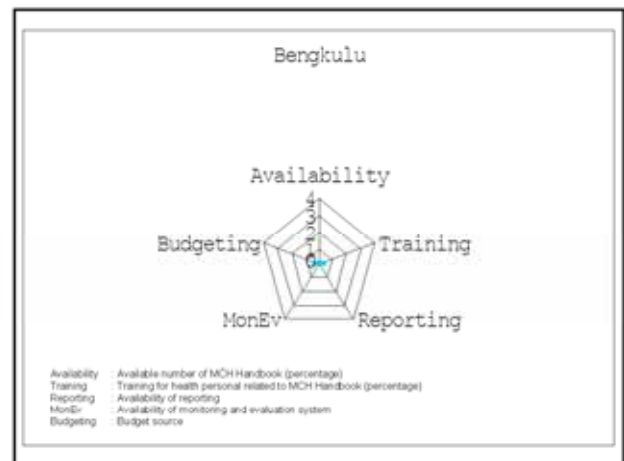 Bengkulu
Availability
4
3
2
1
0
Budgeting
Training
MonEv
Reporting
Availability : Available number of MCH Handbook (percentage)
Training : Training for health personal related to MCH Handbook (percentage)
Reporting : Availability of reporting
MonEv : Availability of monitoring and evaluation system
Budgeting : Budget source